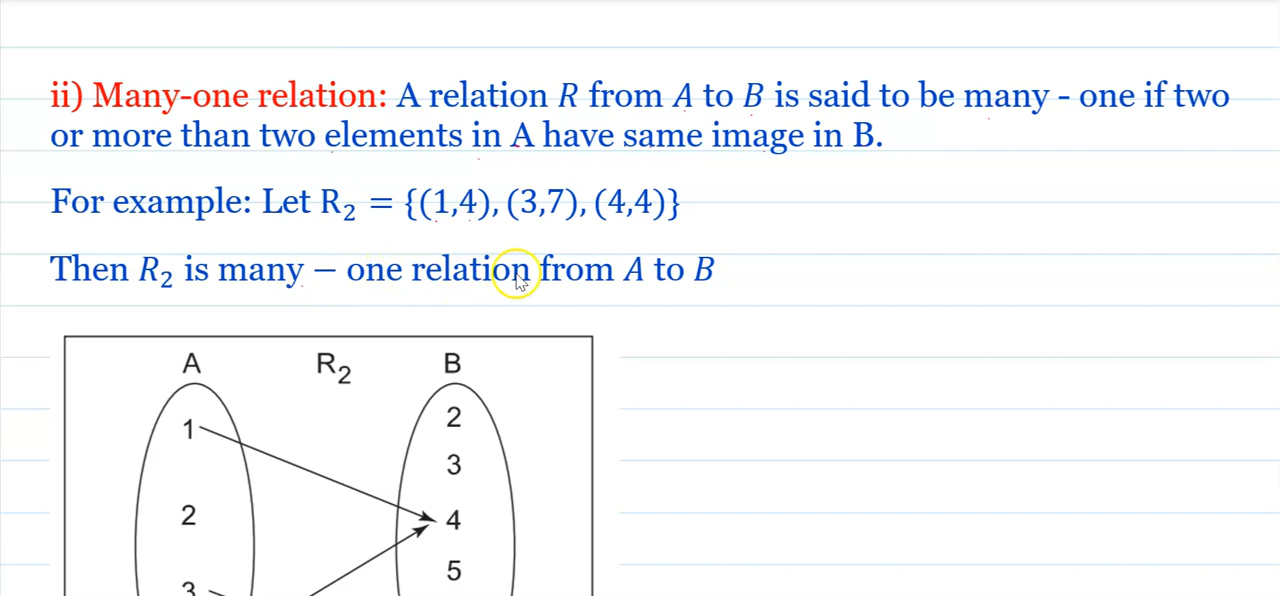 ii) Many-one relation: A relation R from A to B is said to be many - one if two
or more than two elements in A have same image in B.
For example: Let R₂ = {(1,4), (3,7), (4,4)}
Then R₂ is many – one relation from A to B
A R₂ B
1
2
3
2
3
4
5